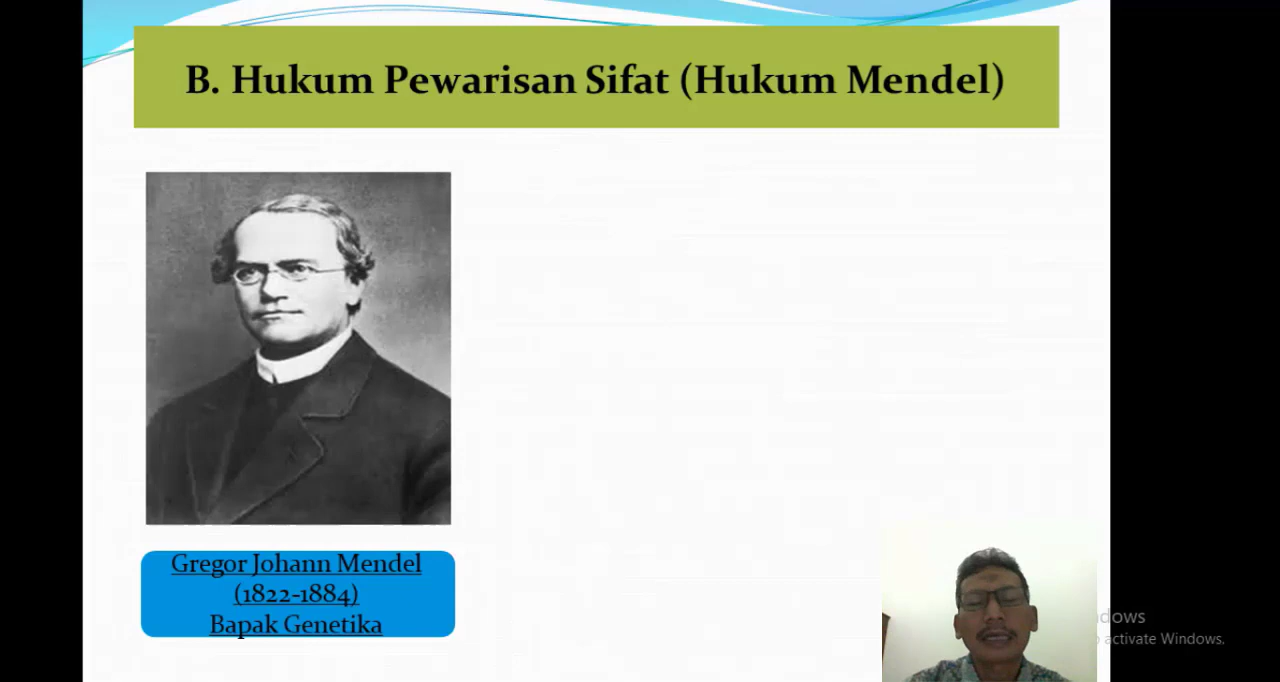 B. Hukum Pewarisan Sifat (Hukum Mendel)
Gregor Johann Mendel
(1822-1884)
Bapak Genetika
activate Windows.